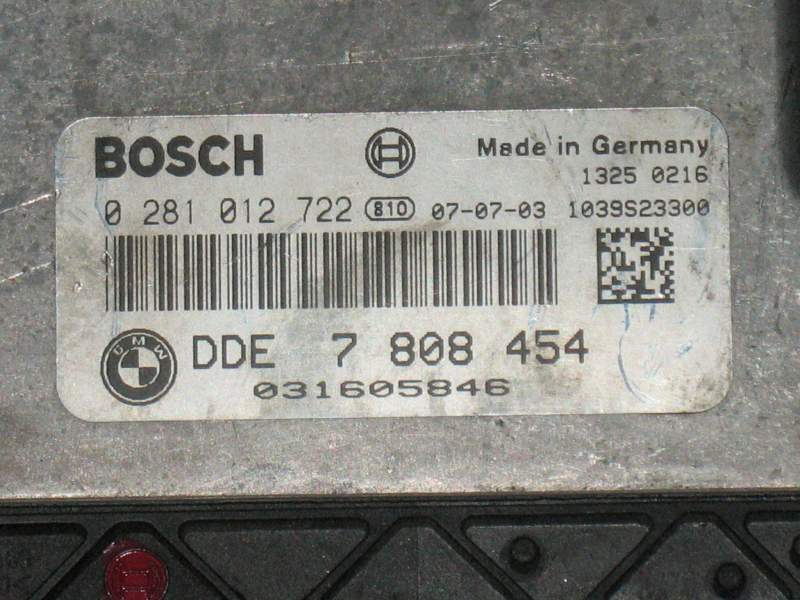 BOSCH Made in Germany
1325 0216
0 281 012 722 810 07-07-03 1039S23300
BMW DDE 7 808 454
031605846